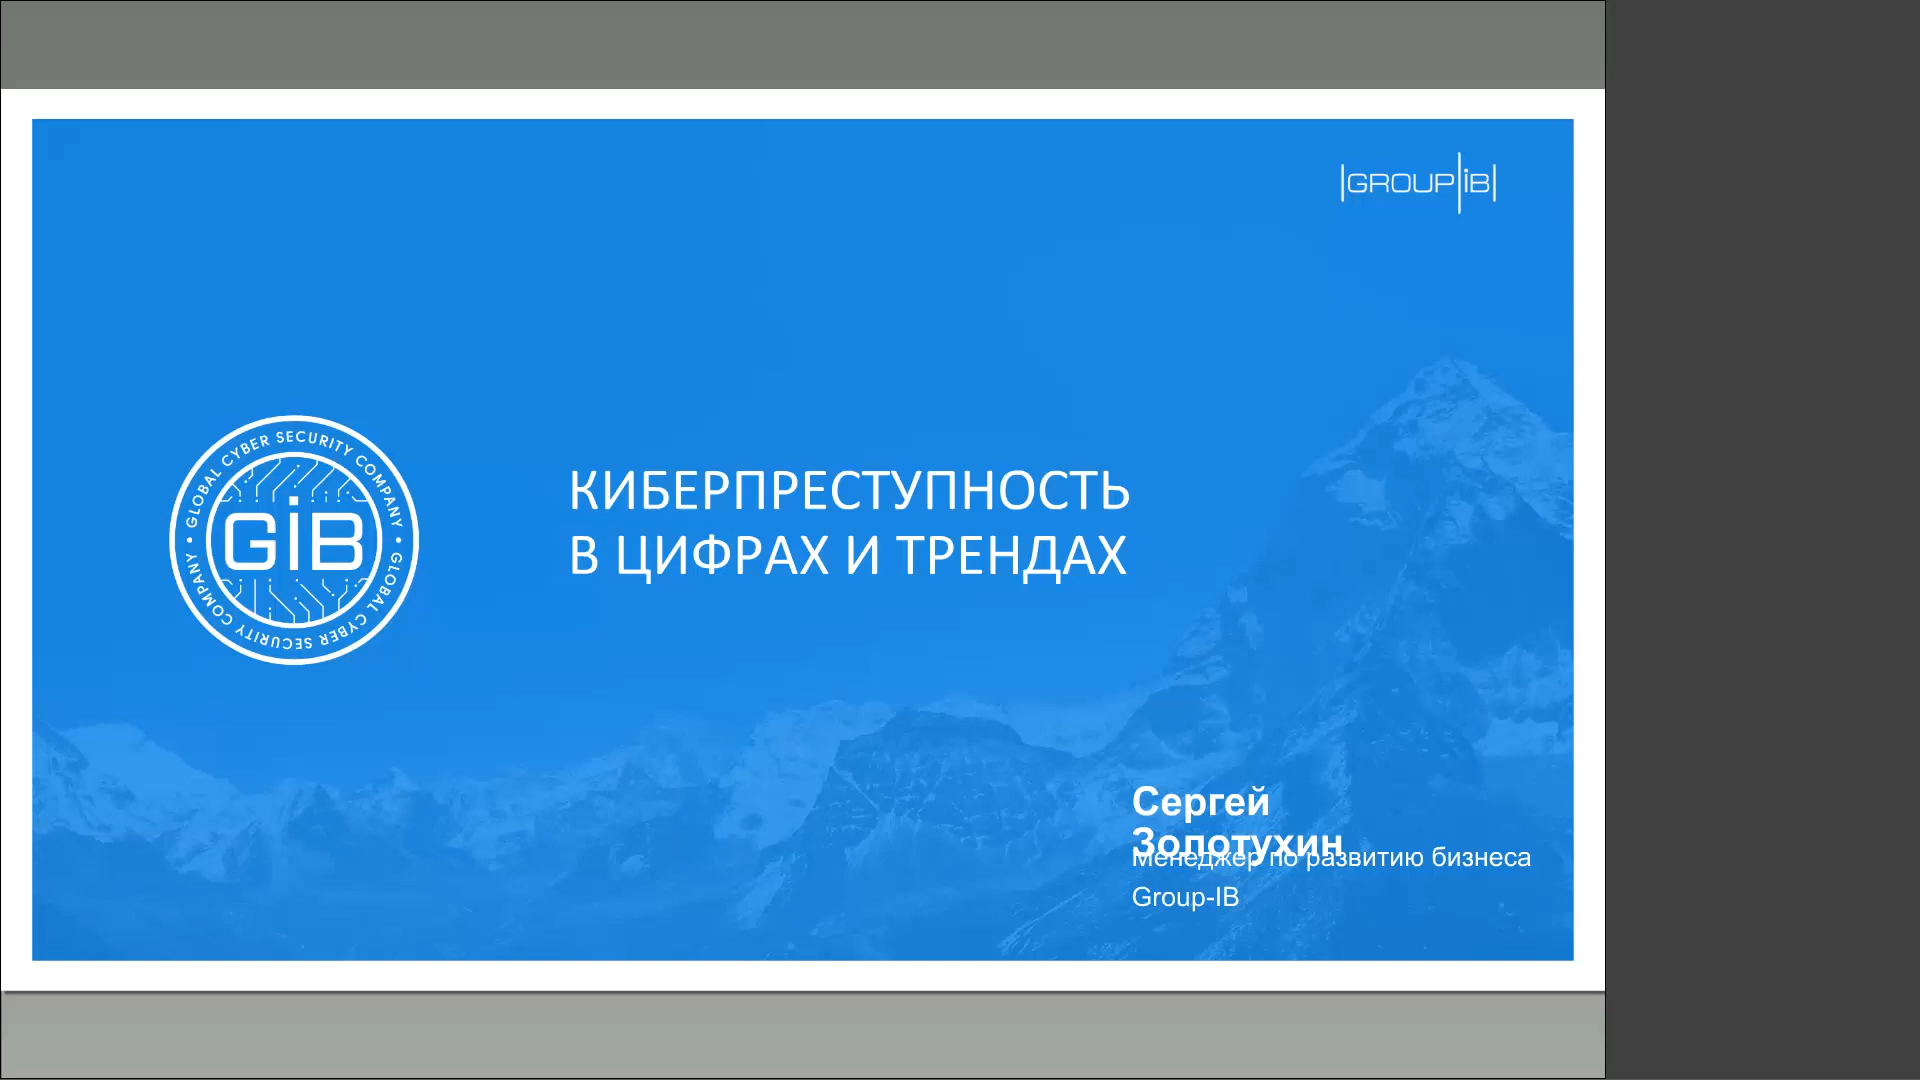 |GROUP|iB|
GLOBAL CYBER SECURITY COMPANY • GLOBAL CYBER SECURITY COMPANY •
GiB
КИБЕРПРЕСТУПНОСТЬ
В ЦИФРАХ И ТРЕНДАХ
Сергей
Золотухин
менеджер по развитию бизнеса
Group-IB